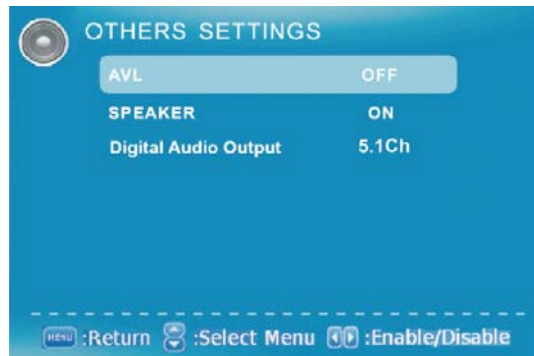 OTHERS SETTINGS
AVL OFF
SPEAKER ON
Digital Audio Output 5.1Ch
MENU :Return :Select Menu :Enable/Disable